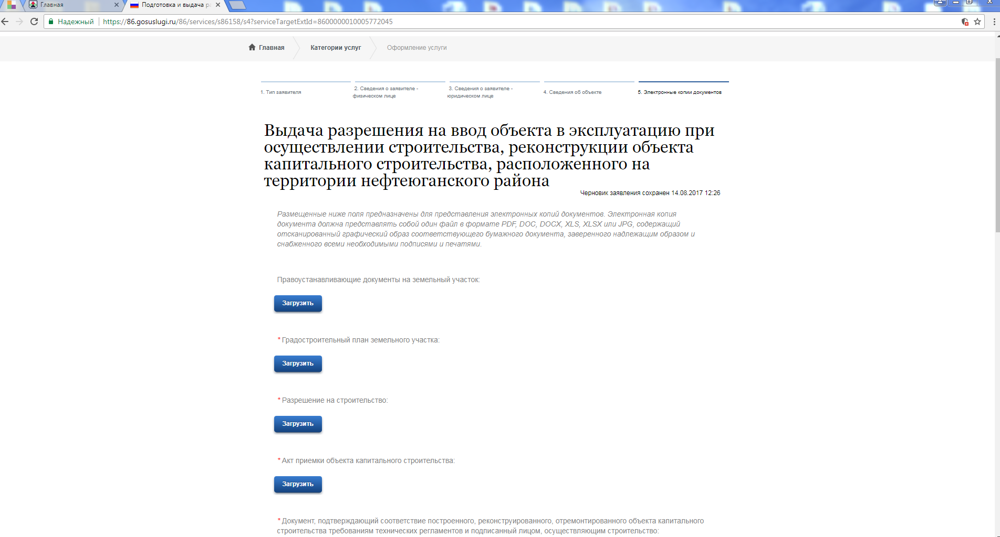 Главная
Подготовка и выдача ра
Надежный
https://86.gosuslugi.ru/86/services/s86158/s4?serviceTargetExtId=8600000010005772045
Главная
Категории услуг
Оформление услуги
1. Тип заявителя
2. Сведения о заявителе -
физическом лице
3. Сведения о заявителе -
юридическом лице
4. Сведения об объекте
5. Электронные копии документов
Выдача разрешения на ввод объекта в эксплуатацию при
осуществлении строительства, реконструкции объекта
капитального строительства, расположенного на
территории нефтеюганского района
Черновик заявления сохранен 14.08.2017 12:26
Размещенные ниже поля предназначены для представления электронных копий документов. Электронная копия
документа должна представлять собой один файл в формате PDF, DOC, DOCX, XLS, XLSX или JPG, содержащий
отсканированный графический образ соответствующего бумажного документа, заверенного надлежащим образом и
снабженного всеми необходимыми подписями и печатями.
Правоустанавливающие документы на земельный участок:
Загрузить
* Градостроительный план земельного участка:
Загрузить
* Разрешение на строительство:
Загрузить
* Акт приемки объекта капитального строительства:
Загрузить
* Документ, подтверждающий соответствие построенного, реконструированного, отремонтированного объекта капитального
строительства требованиям технических регламентов и подписанный лицом, осуществляющим строительство: